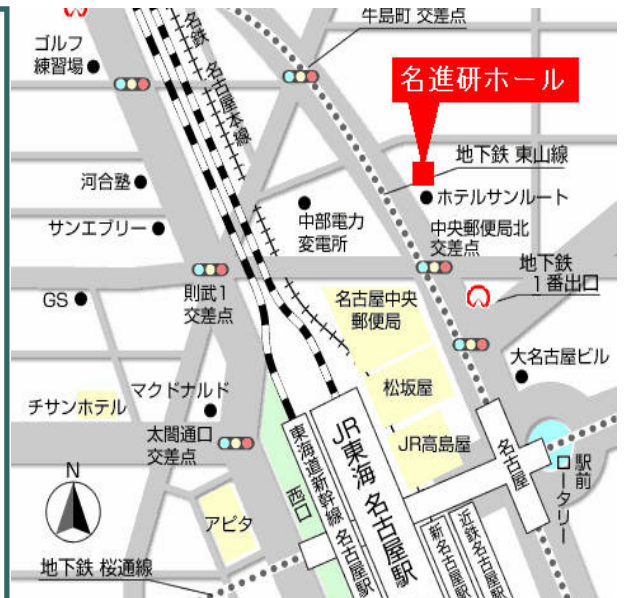 牛島町 交差点
ゴルフ
練習場
名鉄 名古屋本線
名進研ホール
地下鉄 東山線
河合塾
ホテルサンルート
サンエブリー
中部電力
変電所
中央郵便局北
交差点
地下鉄
1番出口
則武1
交差点
GS
名古屋中央
郵便局
大名古屋ビル
松坂屋
マクドナルド
チサンホテル
太閤通口
交差点
JR高島屋
名古屋
駅前
ロータリー
N
西口
東海道新幹線 名古屋駅
JR東海 名古屋駅
アピタ
新名古屋駅
近鉄名古屋駅
地下鉄 桜通線